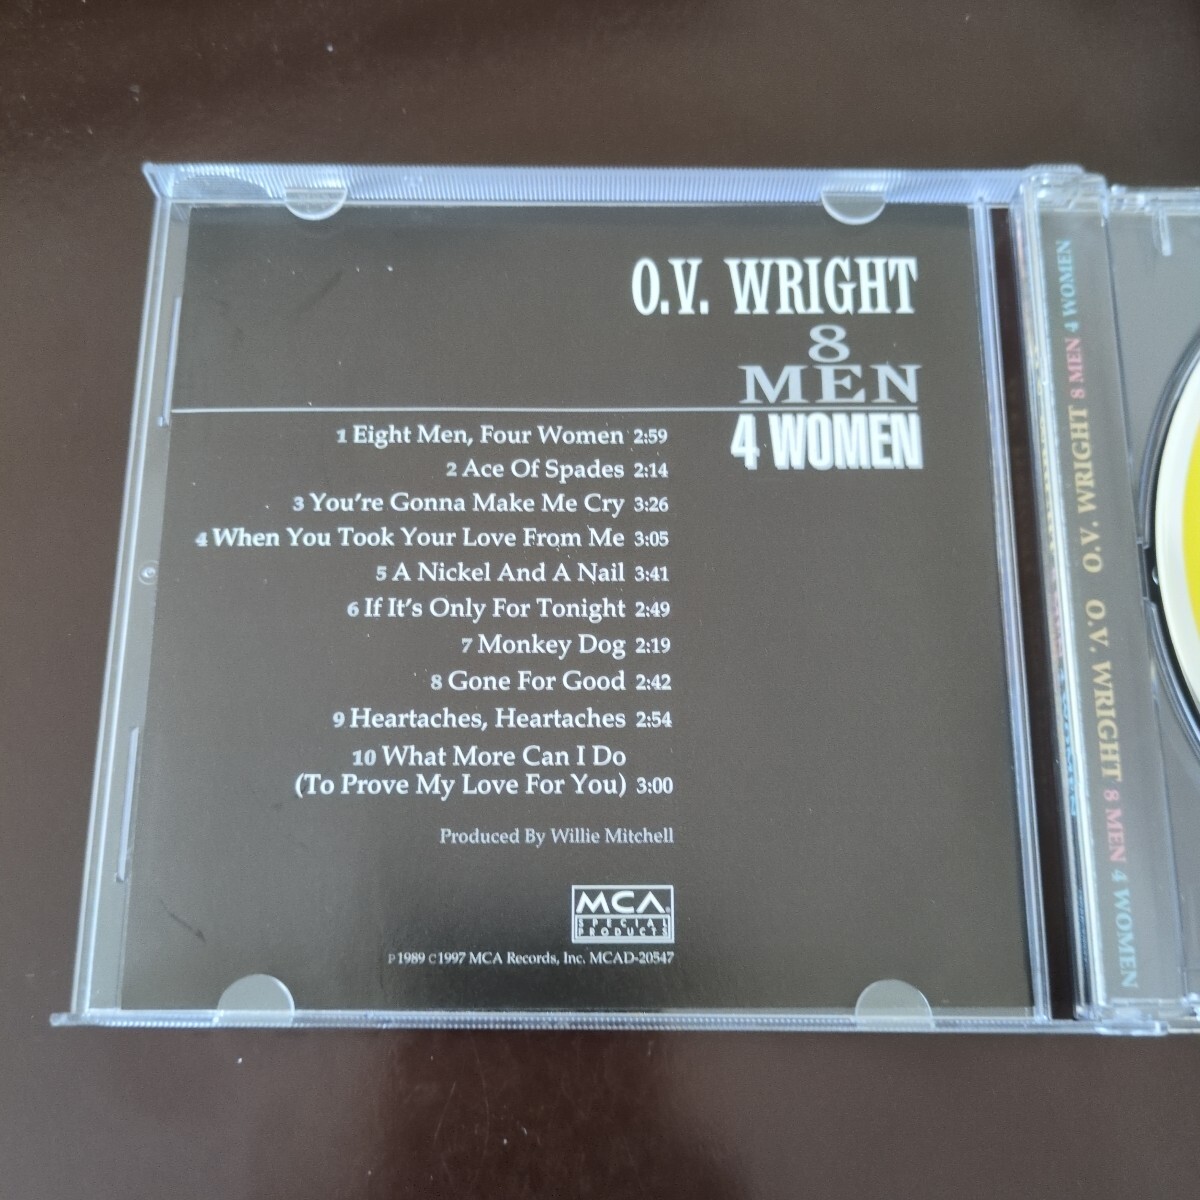 O.V. WRIGHT
8
MEN
4 WOMEN
1 Eight Men, Four Women 2:59
2 Ace Of Spades 2:14
3 You're Gonna Make Me Cry 3:26
4 When You Took Your Love From Me 3:05
5 A Nickel And A Nail 3:41
6 If It's Only For Tonight 2:49
7 Monkey Dog 2:19
8 Gone For Good 2:42
9 Heartaches, Heartaches 2:54
10 What More Can I Do
(To Prove My Love For You) 3:00
Produced By Willie Mitchell
MCA®
SPECIAL
PRODUCTS
P 1989 C 1997 MCA Records, Inc. MCAD-20547
O.V. WRIGHT 8 MEN 4 WOMEN
O.V. WRIGHT 8 MEN 4 WOMEN